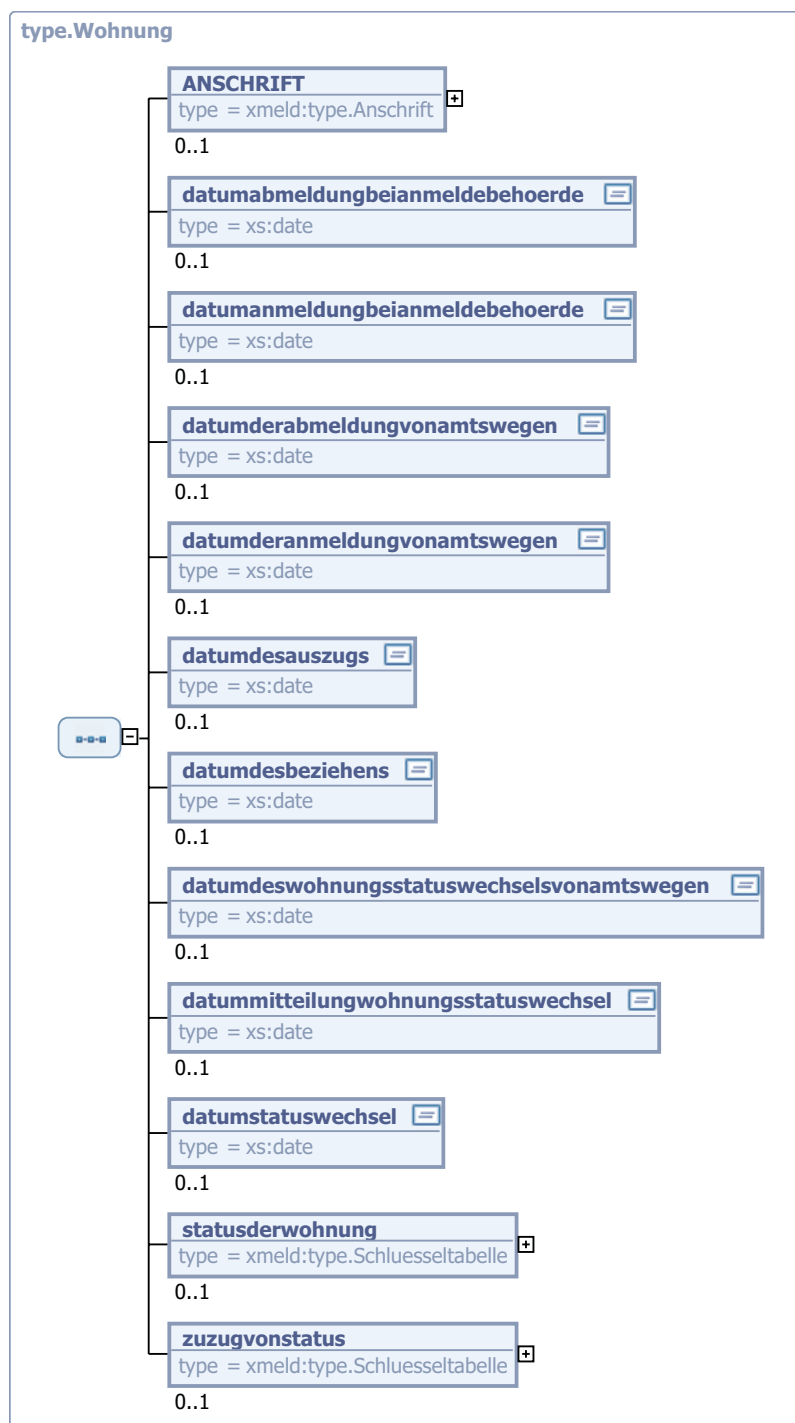 type.Wohnung
ANSCHRIFT
type = xmeld:type.Anschrift
0..1
datumabmeldungbeianmeldebehoerde
type = xs:date
0..1
datumanmeldungbeianmeldebehoerde
type = xs:date
0..1
datumderabmeldungvonamtswegen
type = xs:date
0..1
datumderanmeldungvonamtswegen
type = xs:date
0..1
datumdesauszugs
type = xs:date
0..1
datumdesbeziehens
type = xs:date
0..1
datumdeswohnungsstatuswechselsvonamtswegen
type = xs:date
0..1
datummitteilungwohnungsstatuswechsel
type = xs:date
0..1
datumstatuswechsel
type = xs:date
0..1
statusderwohnung
type = xmeld:type.Schluesseltabelle
0..1
zuzugvonstatus
type = xmeld:type.Schluesseltabelle
0..1